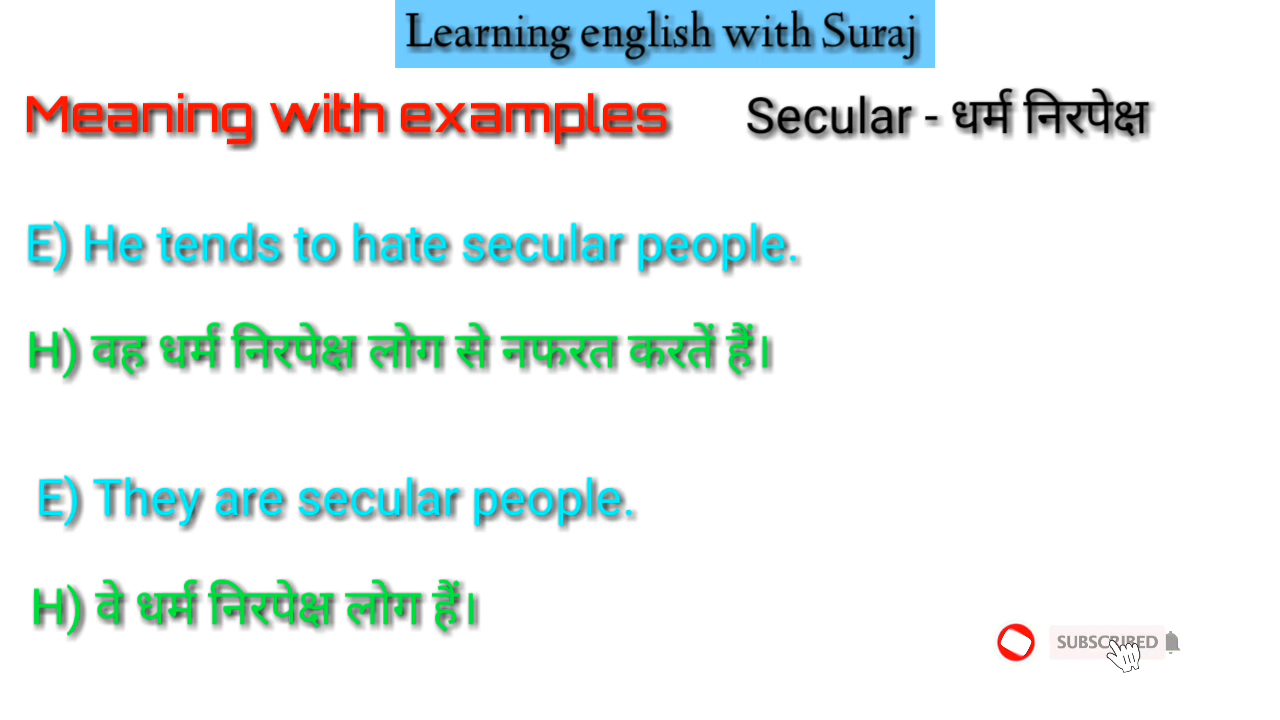 Learning english with Suraj
Meaning with examples Secular - धर्म निरपेक्ष
E) He tends to hate secular people.
H) वह धर्म निरपेक्ष लोग से नफरत करतें हैं।
E) They are secular people.
H) वे धर्म निरपेक्ष लोग हैं।
SUBSCRIBED